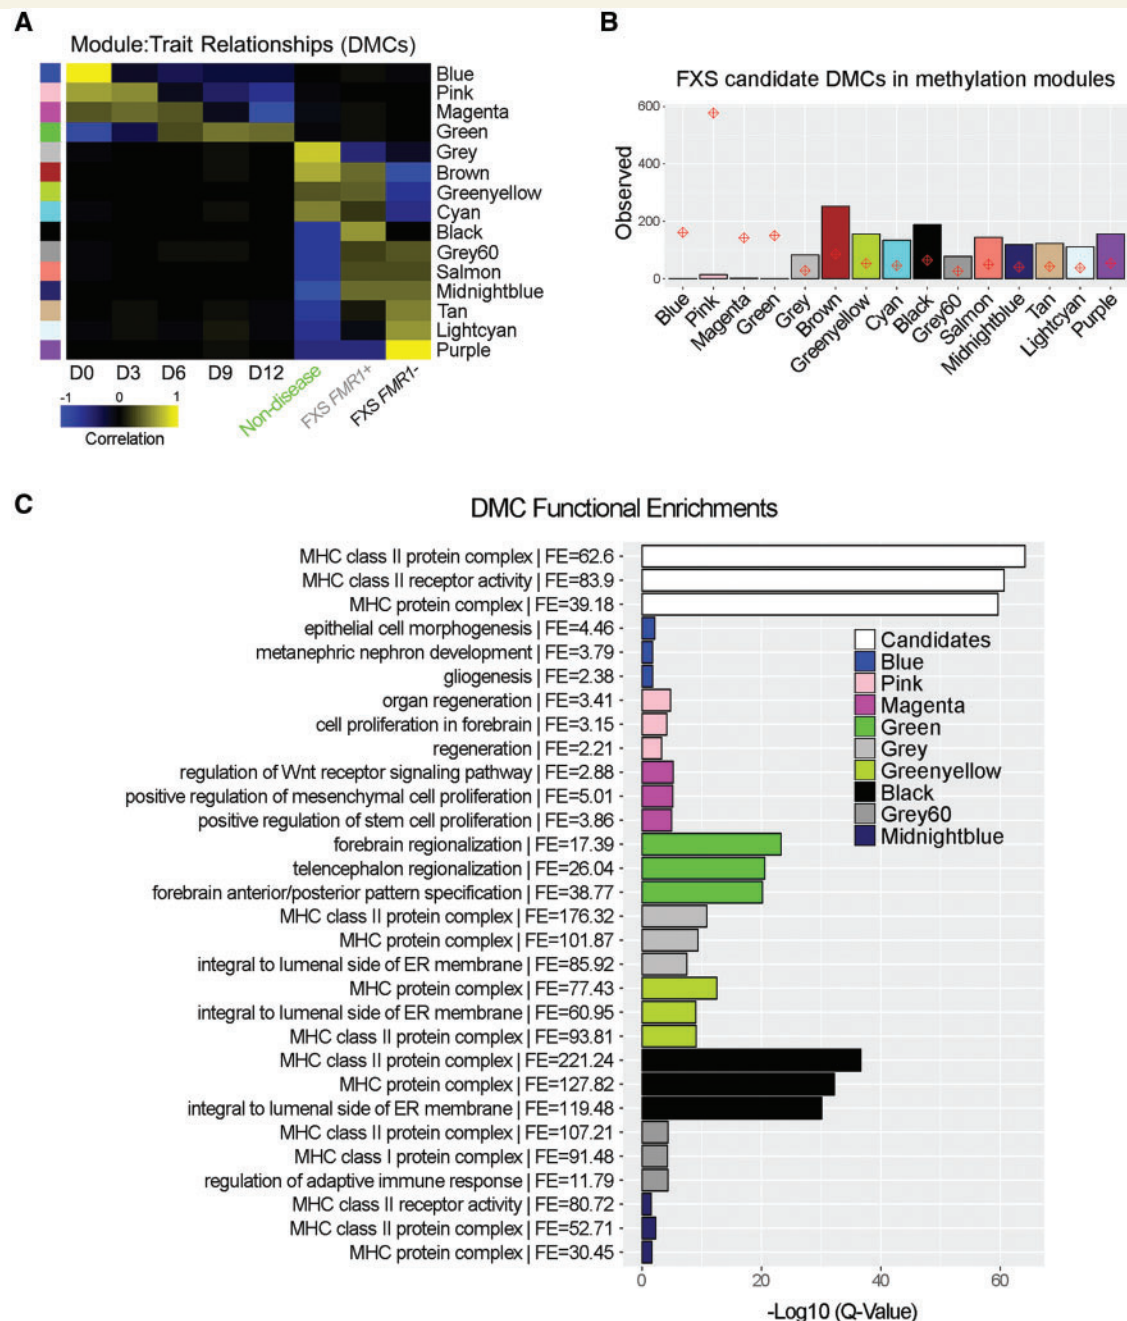 A
Module:Trait Relationships (DMCs)
Blue
Pink
Magenta
Green
Grey
Brown
Greenyellow
Cyan
Black
Grey60
Salmon
Midnightblue
Tan
Lightcyan
Purple
D0 D3 D6 D9 D12
Non-disease
FXS FMR1+
FXS FMR1-
-1 0 1
Correlation
B
FXS candidate DMCs in methylation modules
Observed
600
400
200
0
Blue
Pink
Magenta
Green
Grey
Brown
Greenyellow
Cyan
Black
Grey60
Salmon
Midnightblue
Tan
Lightcyan
Purple
C
DMC Functional Enrichments
MHC class II protein complex | FE=62.6
MHC class II receptor activity | FE=83.9
MHC protein complex | FE=39.18
epithelial cell morphogenesis | FE=4.46
metanephric nephron development | FE=3.79
gliogenesis | FE=2.38
organ regeneration | FE=3.41
cell proliferation in forebrain | FE=3.15
regeneration | FE=2.21
regulation of Wnt receptor signaling pathway | FE=2.88
positive regulation of mesenchymal cell proliferation | FE=5.01
positive regulation of stem cell proliferation | FE=3.86
forebrain regionalization | FE=17.39
telencephalon regionalization | FE=26.04
forebrain anterior/posterior pattern specification | FE=38.77
MHC class II protein complex | FE=176.32
MHC protein complex | FE=101.87
integral to lumenal side of ER membrane | FE=85.92
MHC protein complex | FE=77.43
integral to lumenal side of ER membrane | FE=60.95
MHC class II protein complex | FE=93.81
MHC class II protein complex | FE=221.24
MHC protein complex | FE=127.82
integral to lumenal side of ER membrane | FE=119.48
MHC class II protein complex | FE=107.21
MHC class I protein complex | FE=91.48
regulation of adaptive immune response | FE=11.79
MHC class II receptor activity | FE=80.72
MHC class II protein complex | FE=52.71
MHC protein complex | FE=30.45
Candidates
Blue
Pink
Magenta
Green
Grey
Greenyellow
Black
Grey60
Midnightblue
0 20 40 60
-Log10 (Q-Value)